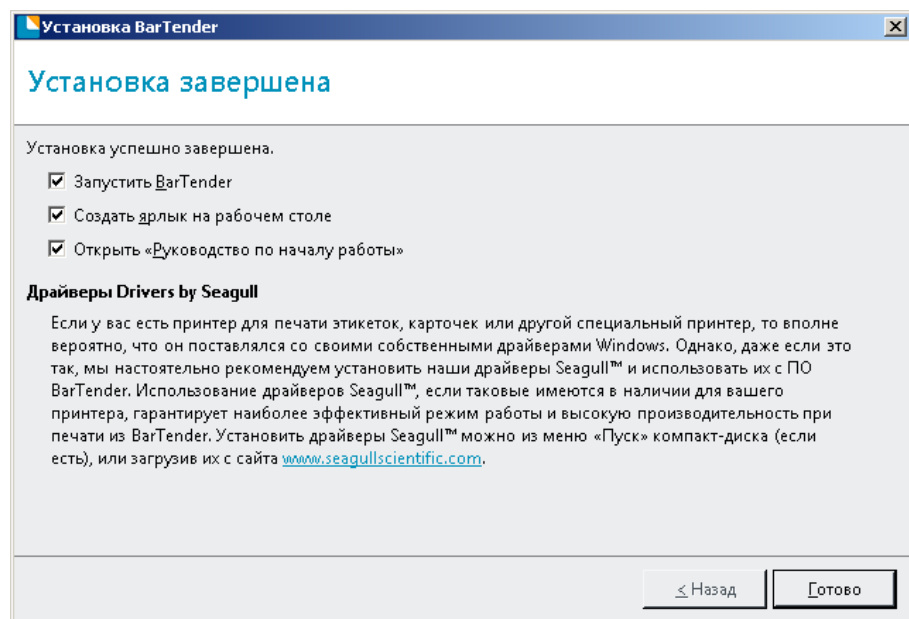 Установка BarTender
Установка завершена
Установка успешно завершена.
Запустить BarTender
Создать ярлык на рабочем столе
Открыть «Руководство по началу работы»
Драйверы Drivers by Seagull
Если у вас есть принтер для печати этикеток, карточек или другой специальный принтер, то вполне
вероятно, что он поставлялся со своими собственными драйверами Windows. Однако, даже если это
так, мы настоятельно рекомендуем установить наши драйверы Seagull™ и использовать их с ПО
BarTender. Использование драйверов Seagull™, если таковые имеются в наличии для вашего
принтера, гарантирует наиболее эффективный режим работы и высокую производительность при
печати из BarTender. Установить драйверы Seagull™ можно из меню «Пуск» компакт-диска (если
есть), или загрузив их с сайта www.seagullscientific.com.
< Назад
Готово